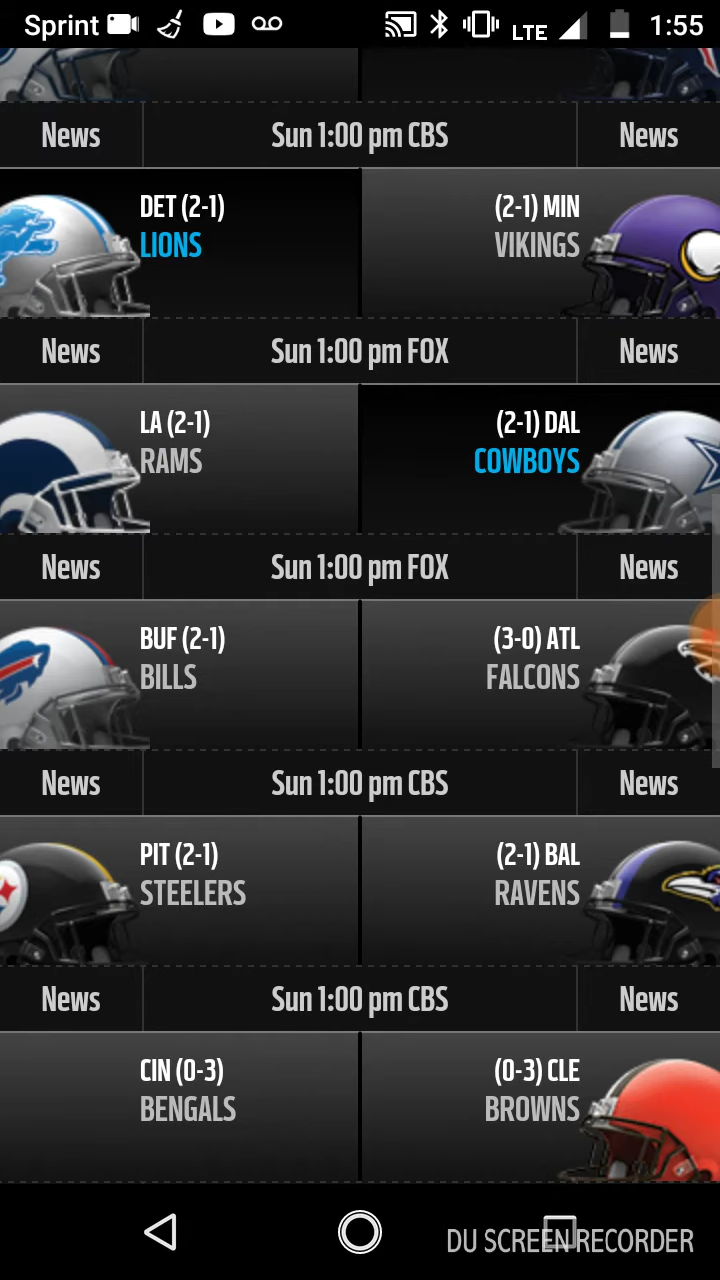 Sprint LTE 1:55
News Sun 1:00 pm CBS News
DET (2-1) (2-1) MIN
LIONS VIKINGS
News Sun 1:00 pm FOX News
LA (2-1) (2-1) DAL
RAMS COWBOYS
News Sun 1:00 pm FOX News
BUF (2-1) (3-0) ATL
BILLS FALCONS
News Sun 1:00 pm CBS News
PIT (2-1) (2-1) BAL
STEELERS RAVENS
News Sun 1:00 pm CBS News
CIN (0-3) (0-3) CLE
BENGALS BROWNS
DU SCREEN RECORDER